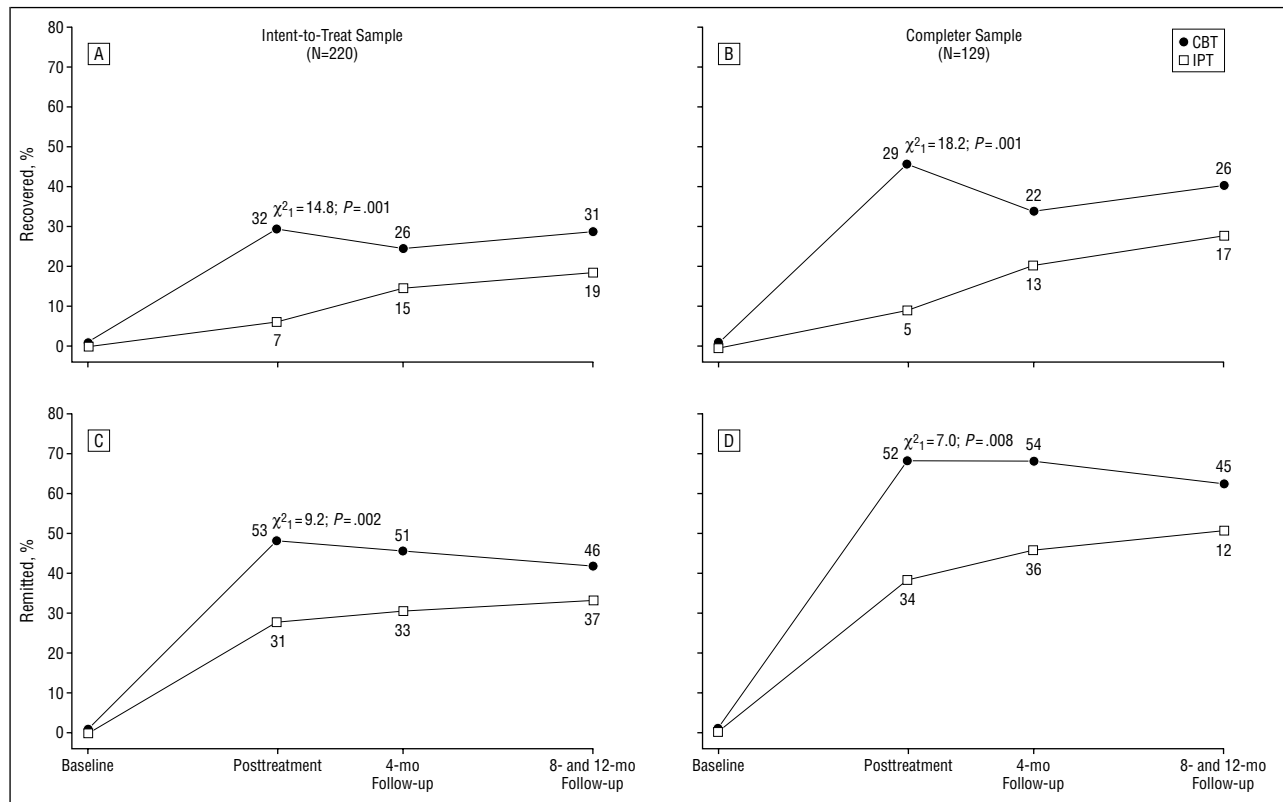 A
Intent-to-Treat Sample
(N=220)
80
70
60
50
40
30
20
10
0
Recovered, %
32
χ²₁ = 14.8; P = .001
26
31
7
15
19
B
Completer Sample
(N=129)
CBT
IPT
29
χ²₁ = 18.2; P = .001
22
26
5
13
17
C
80
70
60
50
40
30
20
10
0
Remitted, %
53
χ²₁ = 9.2; P = .002
51
46
31
33
37
Baseline
Posttreatment
4-mo
Follow-up
8- and 12-mo
Follow-up
D
52
χ²₁ = 7.0; P = .008
54
45
34
36
12
Baseline
Posttreatment
4-mo
Follow-up
8- and 12-mo
Follow-up